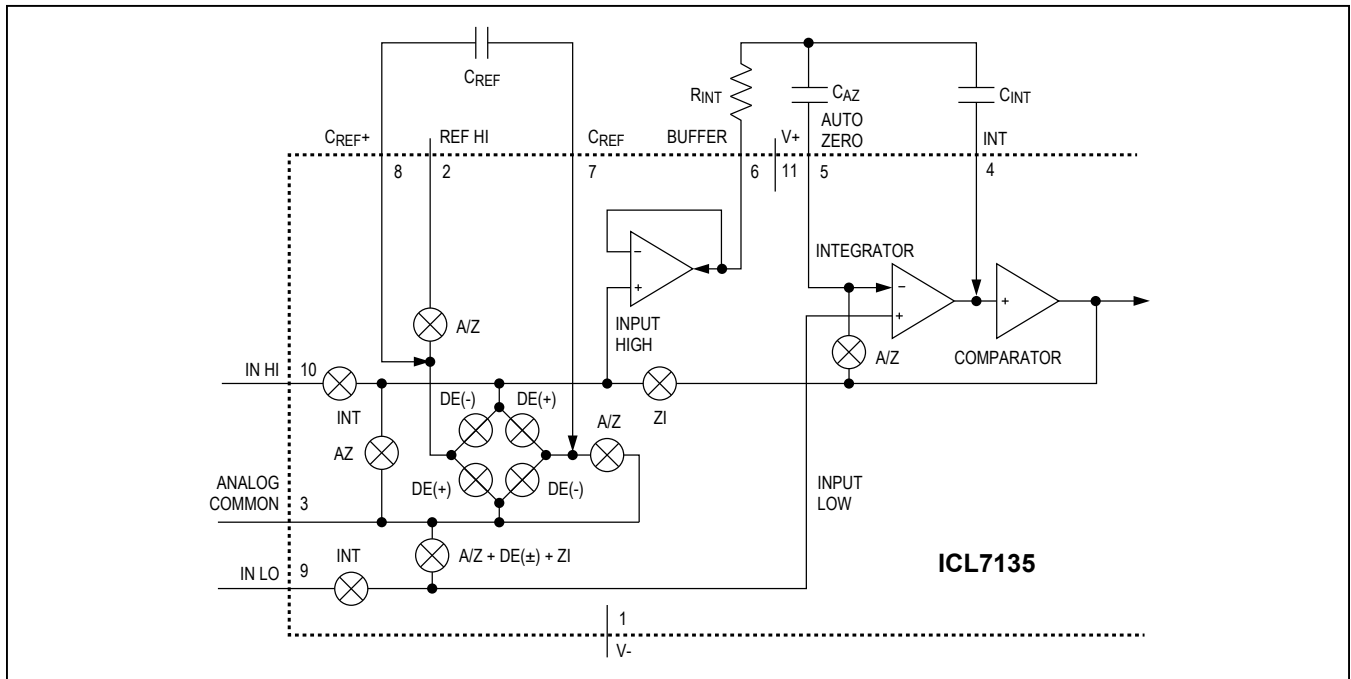 CREF
RINT
CAZ
CINT
CREF+
REF HI
CREF
BUFFER
V+
AUTO
ZERO
INT
8
2
7
6
11
5
4
INTEGRATOR
−
+
−
+
+
A/Z
INPUT
HIGH
A/Z
COMPARATOR
IN HI
10
INT
DE(-)
DE(+)
A/Z
ZI
AZ
DE(+)
DE(-)
ANALOG
COMMON
3
INPUT
LOW
INT
A/Z + DE(±) + ZI
IN LO
9
ICL7135
1
V-